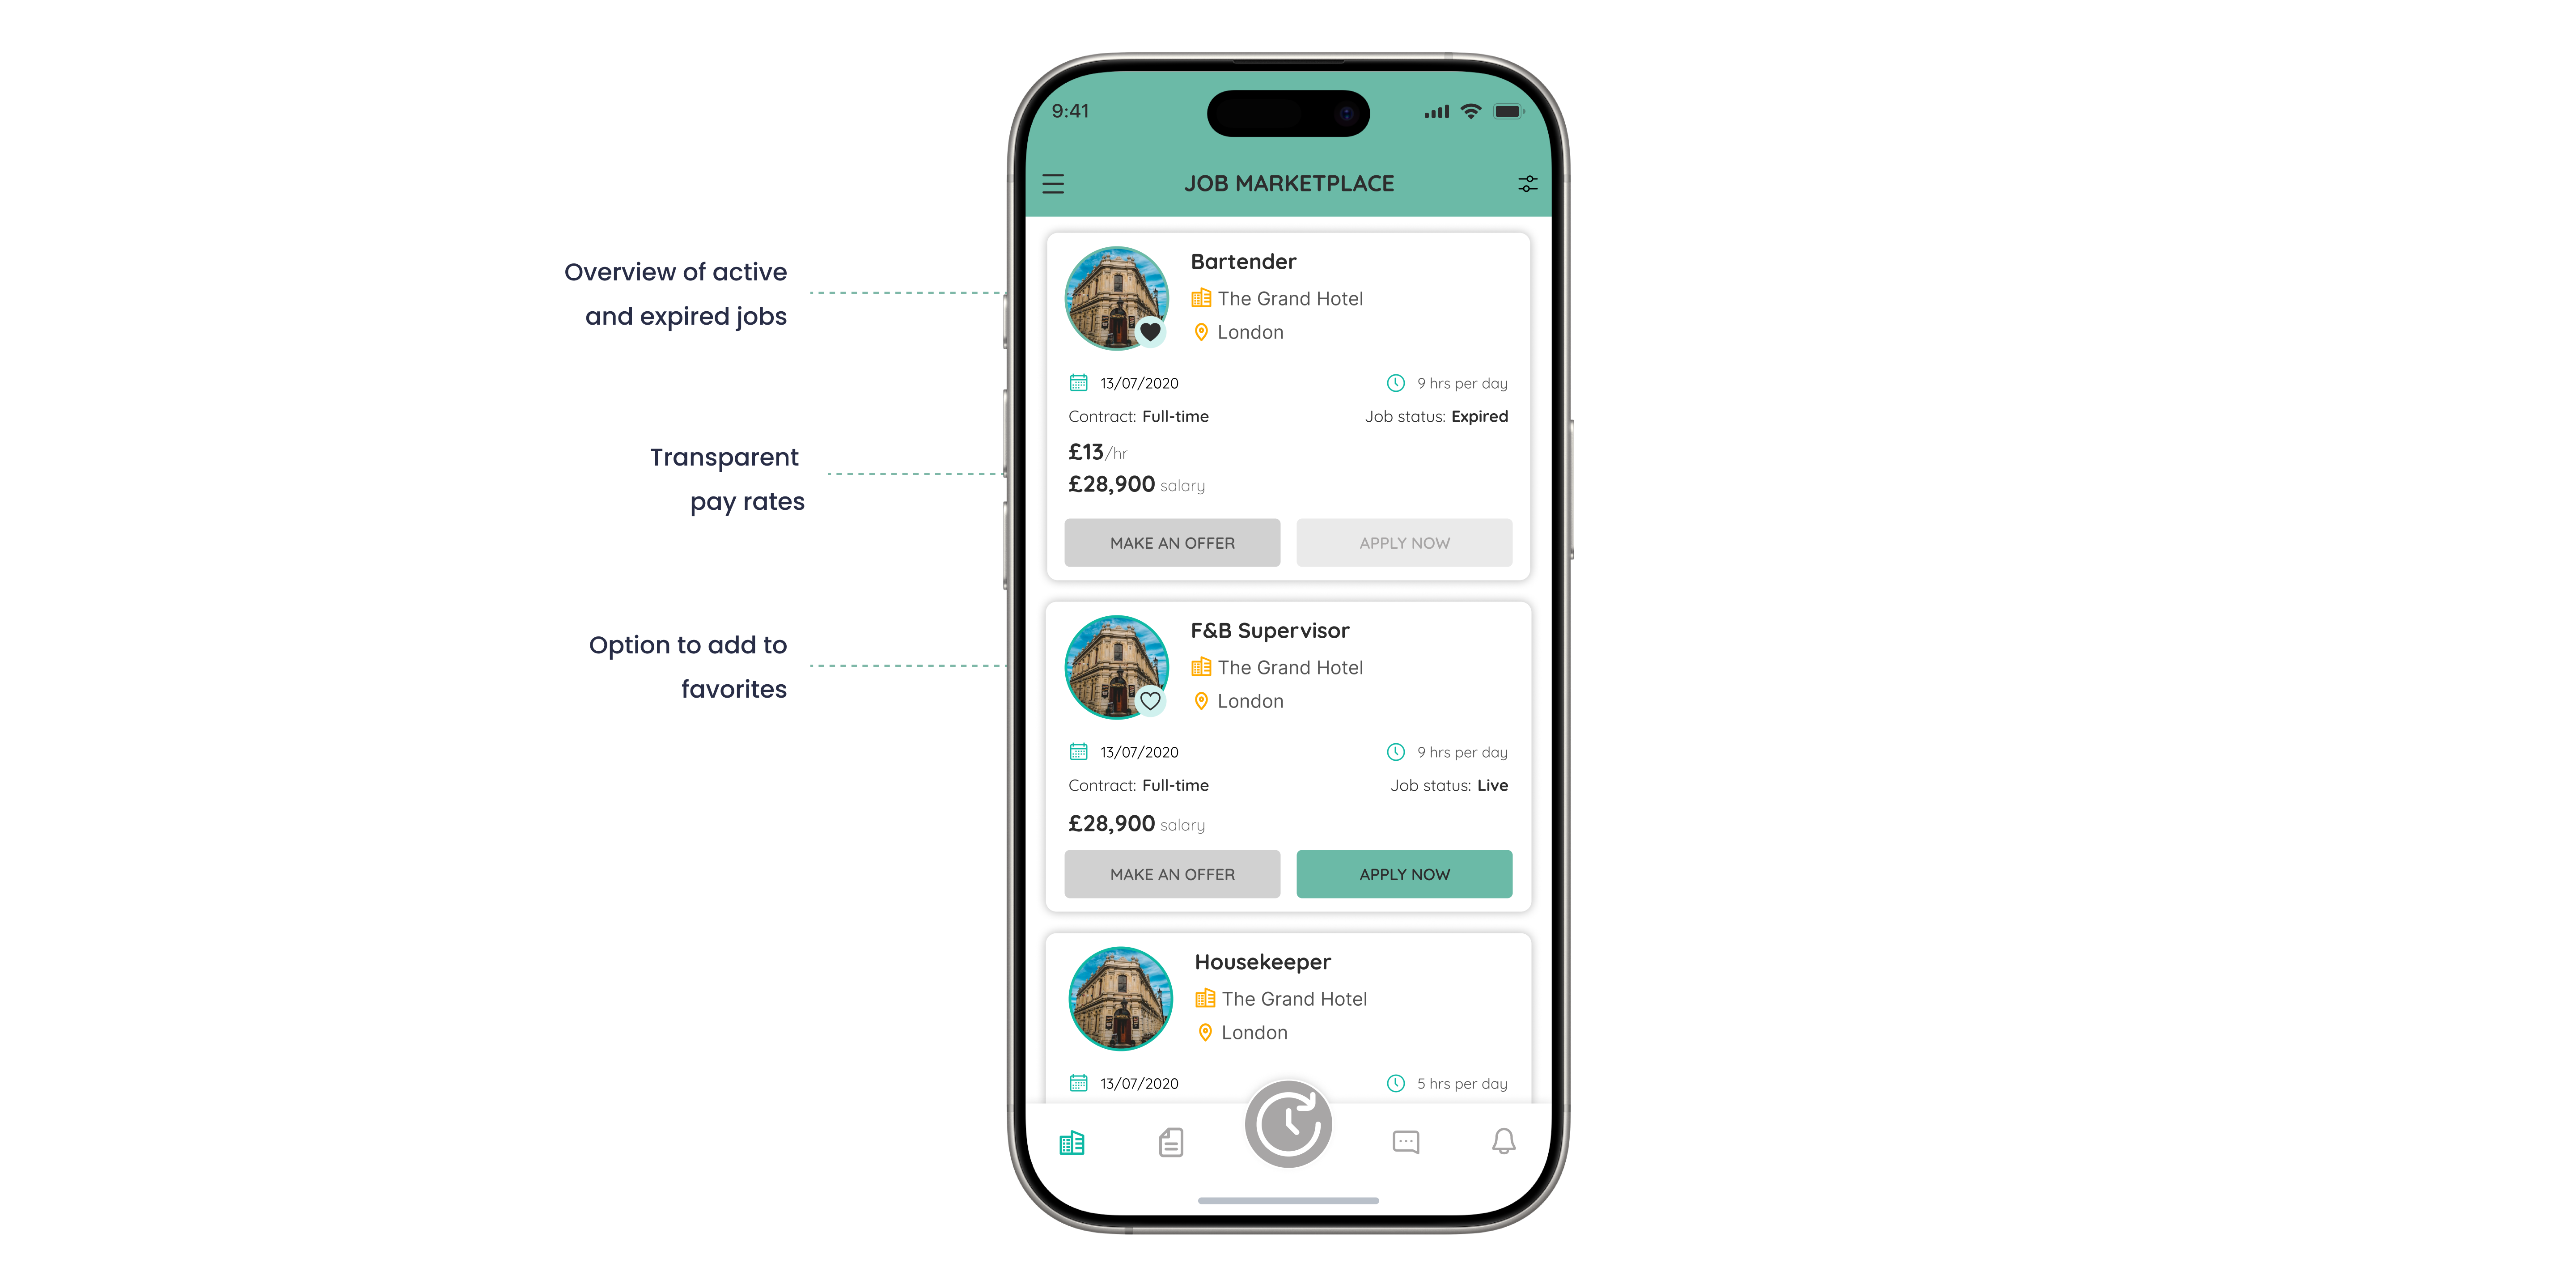 Overview of active
and expired jobs
Transparent
pay rates
Option to add to
favorites
9:41
JOB MARKETPLACE
Bartender
The Grand Hotel
London
13/07/2020
9 hrs per day
Contract: Full-time
Job status: Expired
£13/hr
£28,900 salary
MAKE AN OFFER
APPLY NOW
F&B Supervisor
The Grand Hotel
London
13/07/2020
9 hrs per day
Contract: Full-time
Job status: Live
£28,900 salary
MAKE AN OFFER
APPLY NOW
Housekeeper
The Grand Hotel
London
13/07/2020
5 hrs per day